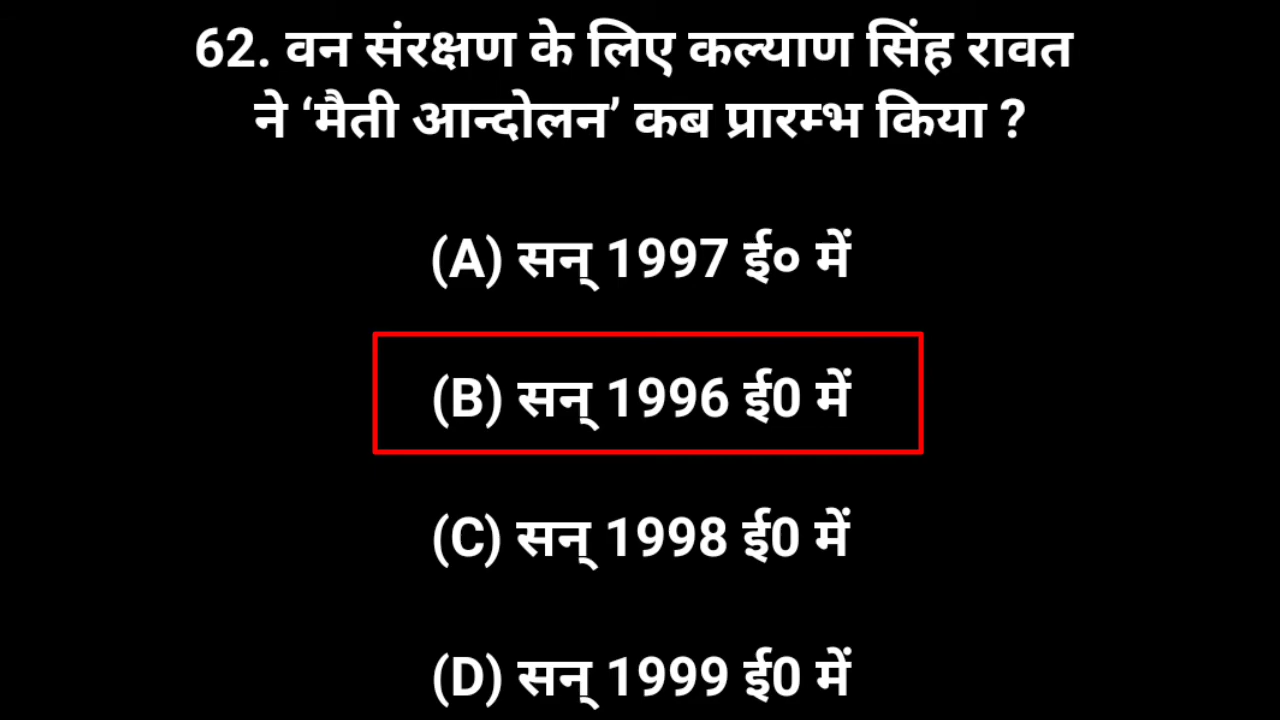 62. वन संरक्षण के लिए कल्याण सिंह रावत
ने ‘मैती आन्दोलन’ कब प्रारम्भ किया ?
(A) सन् 1997 ई० में
(B) सन् 1996 ई0 में
(C) सन् 1998 ई0 में
(D) सन् 1999 ई0 में